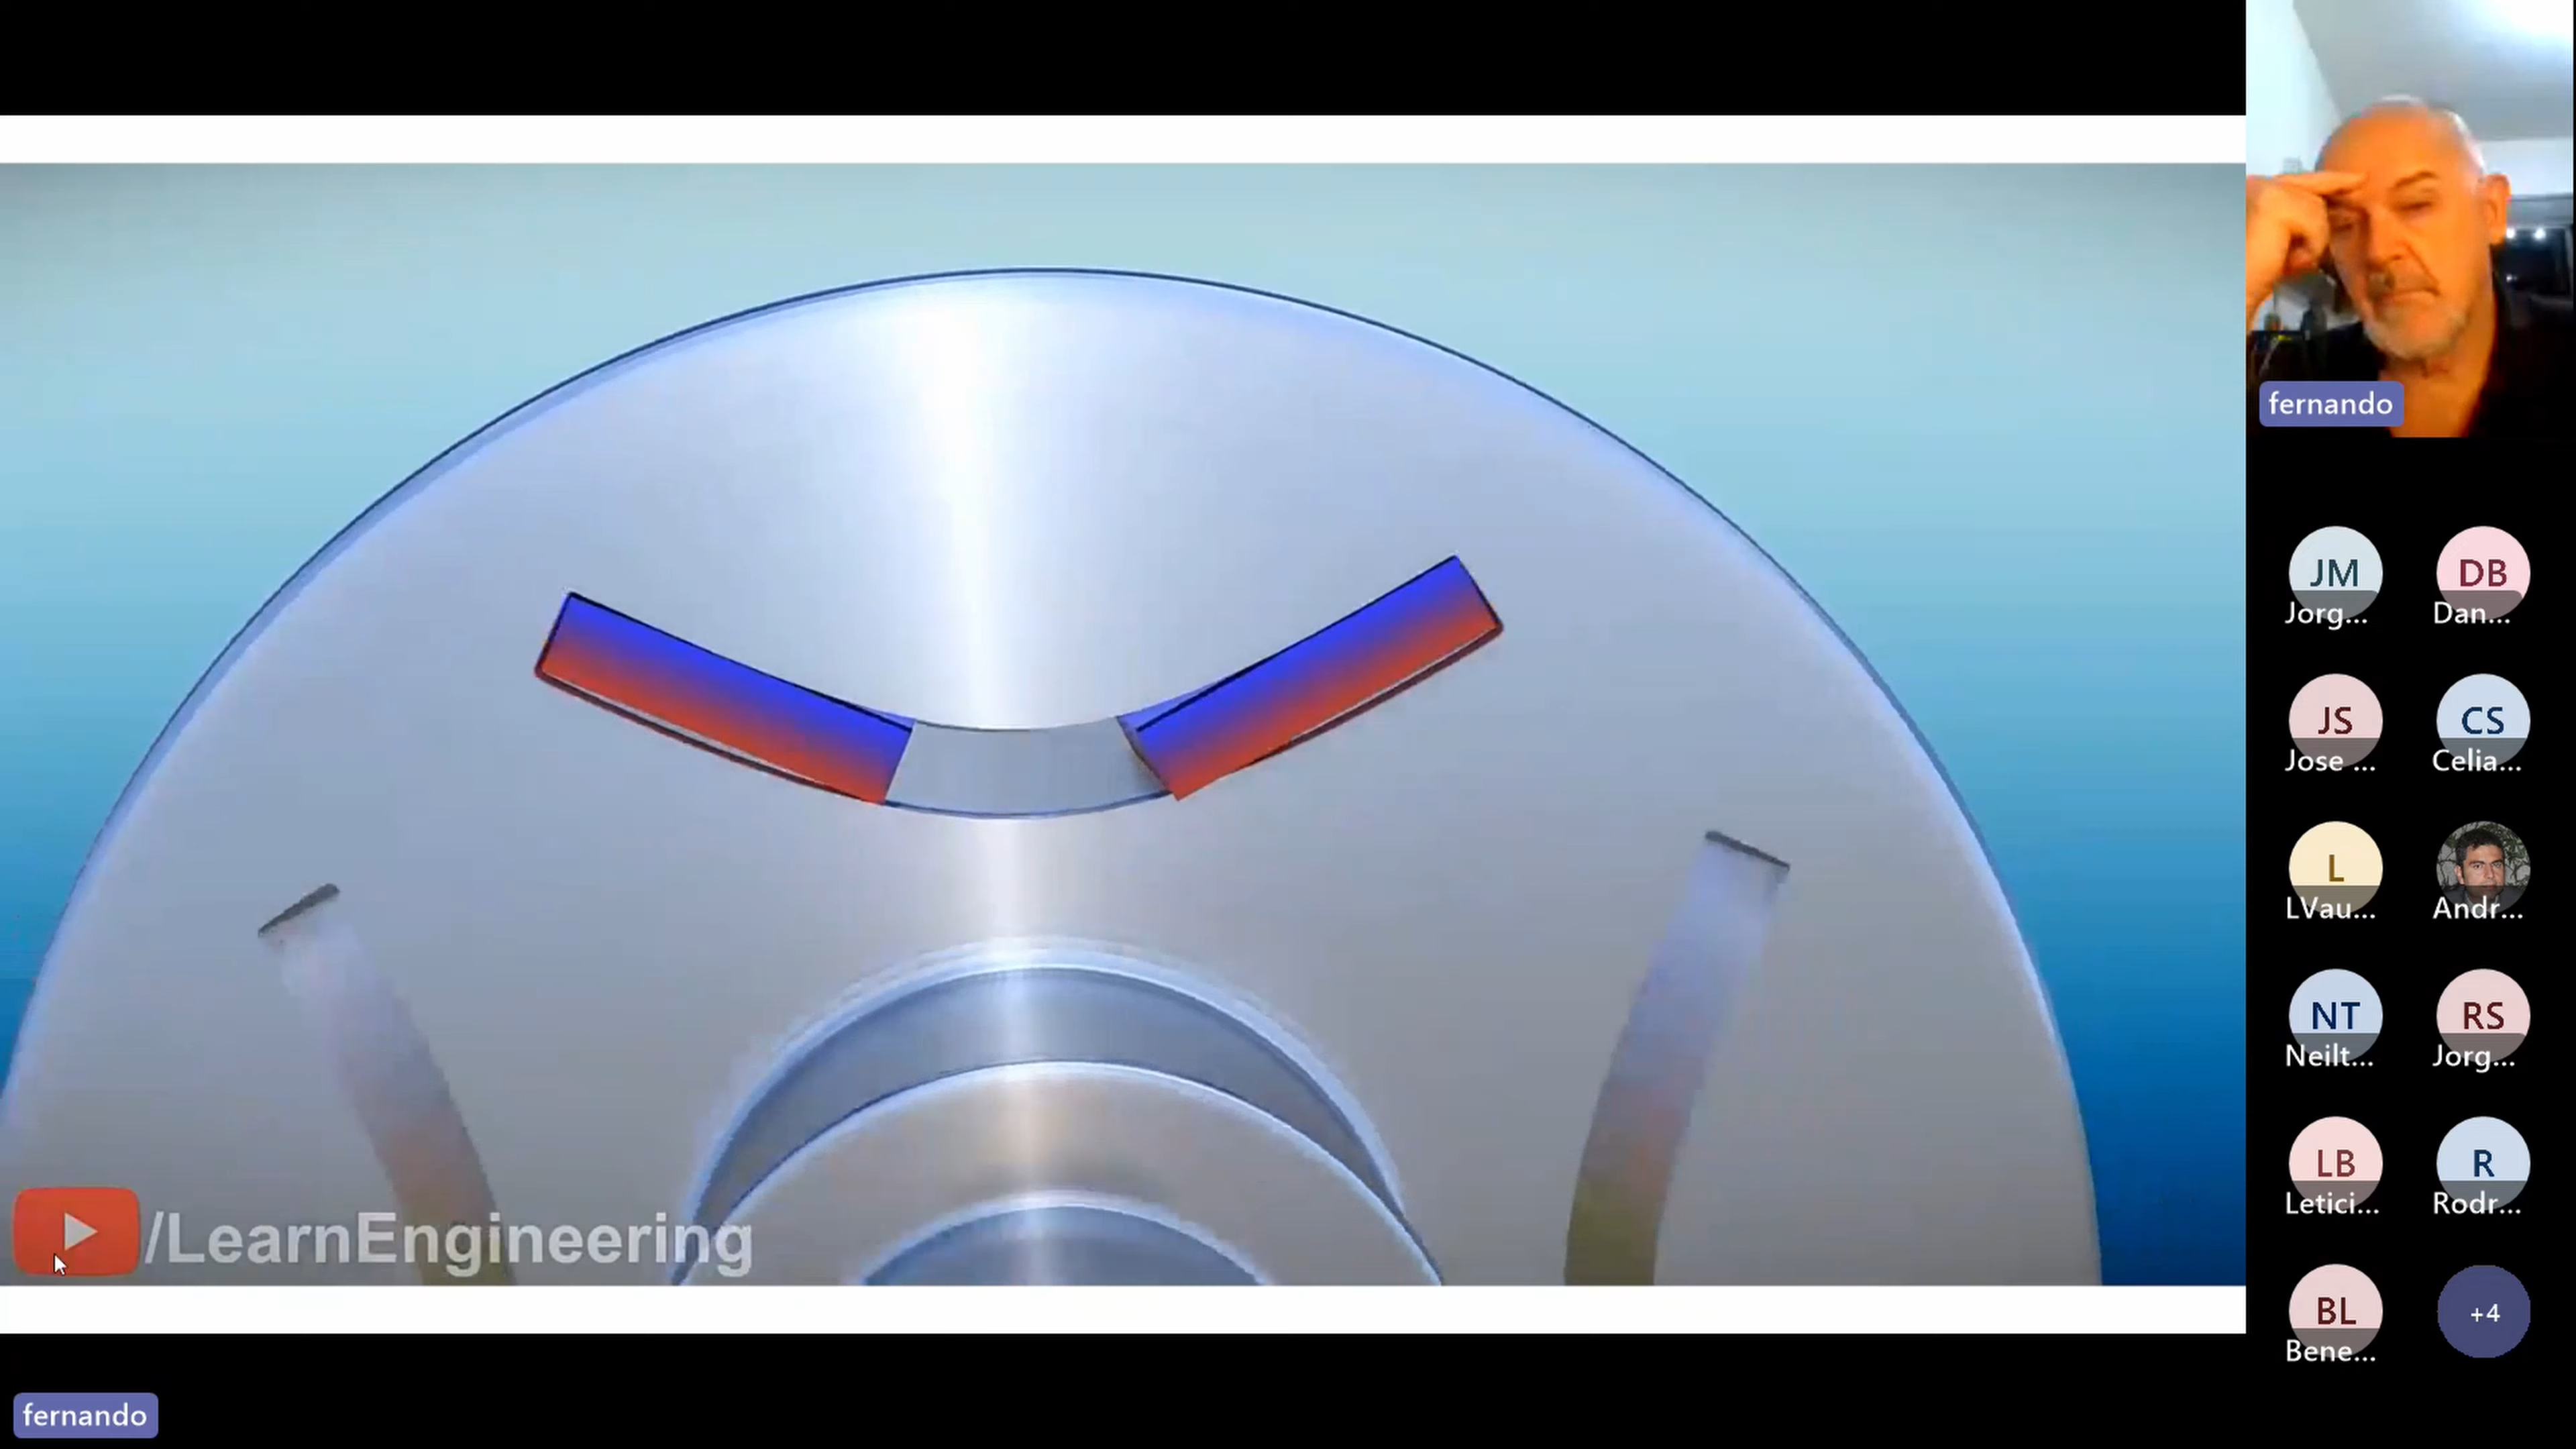 fernando
JM
Jorg...
DB
Dan...
JS
Jose ...
CS
Celia...
L
LVau...
Andr...
NT
Neilt...
RS
Jorg...
LB
Letici...
R
Rodr...
BL
Bene...
+4
/LearnEngineering
fernando